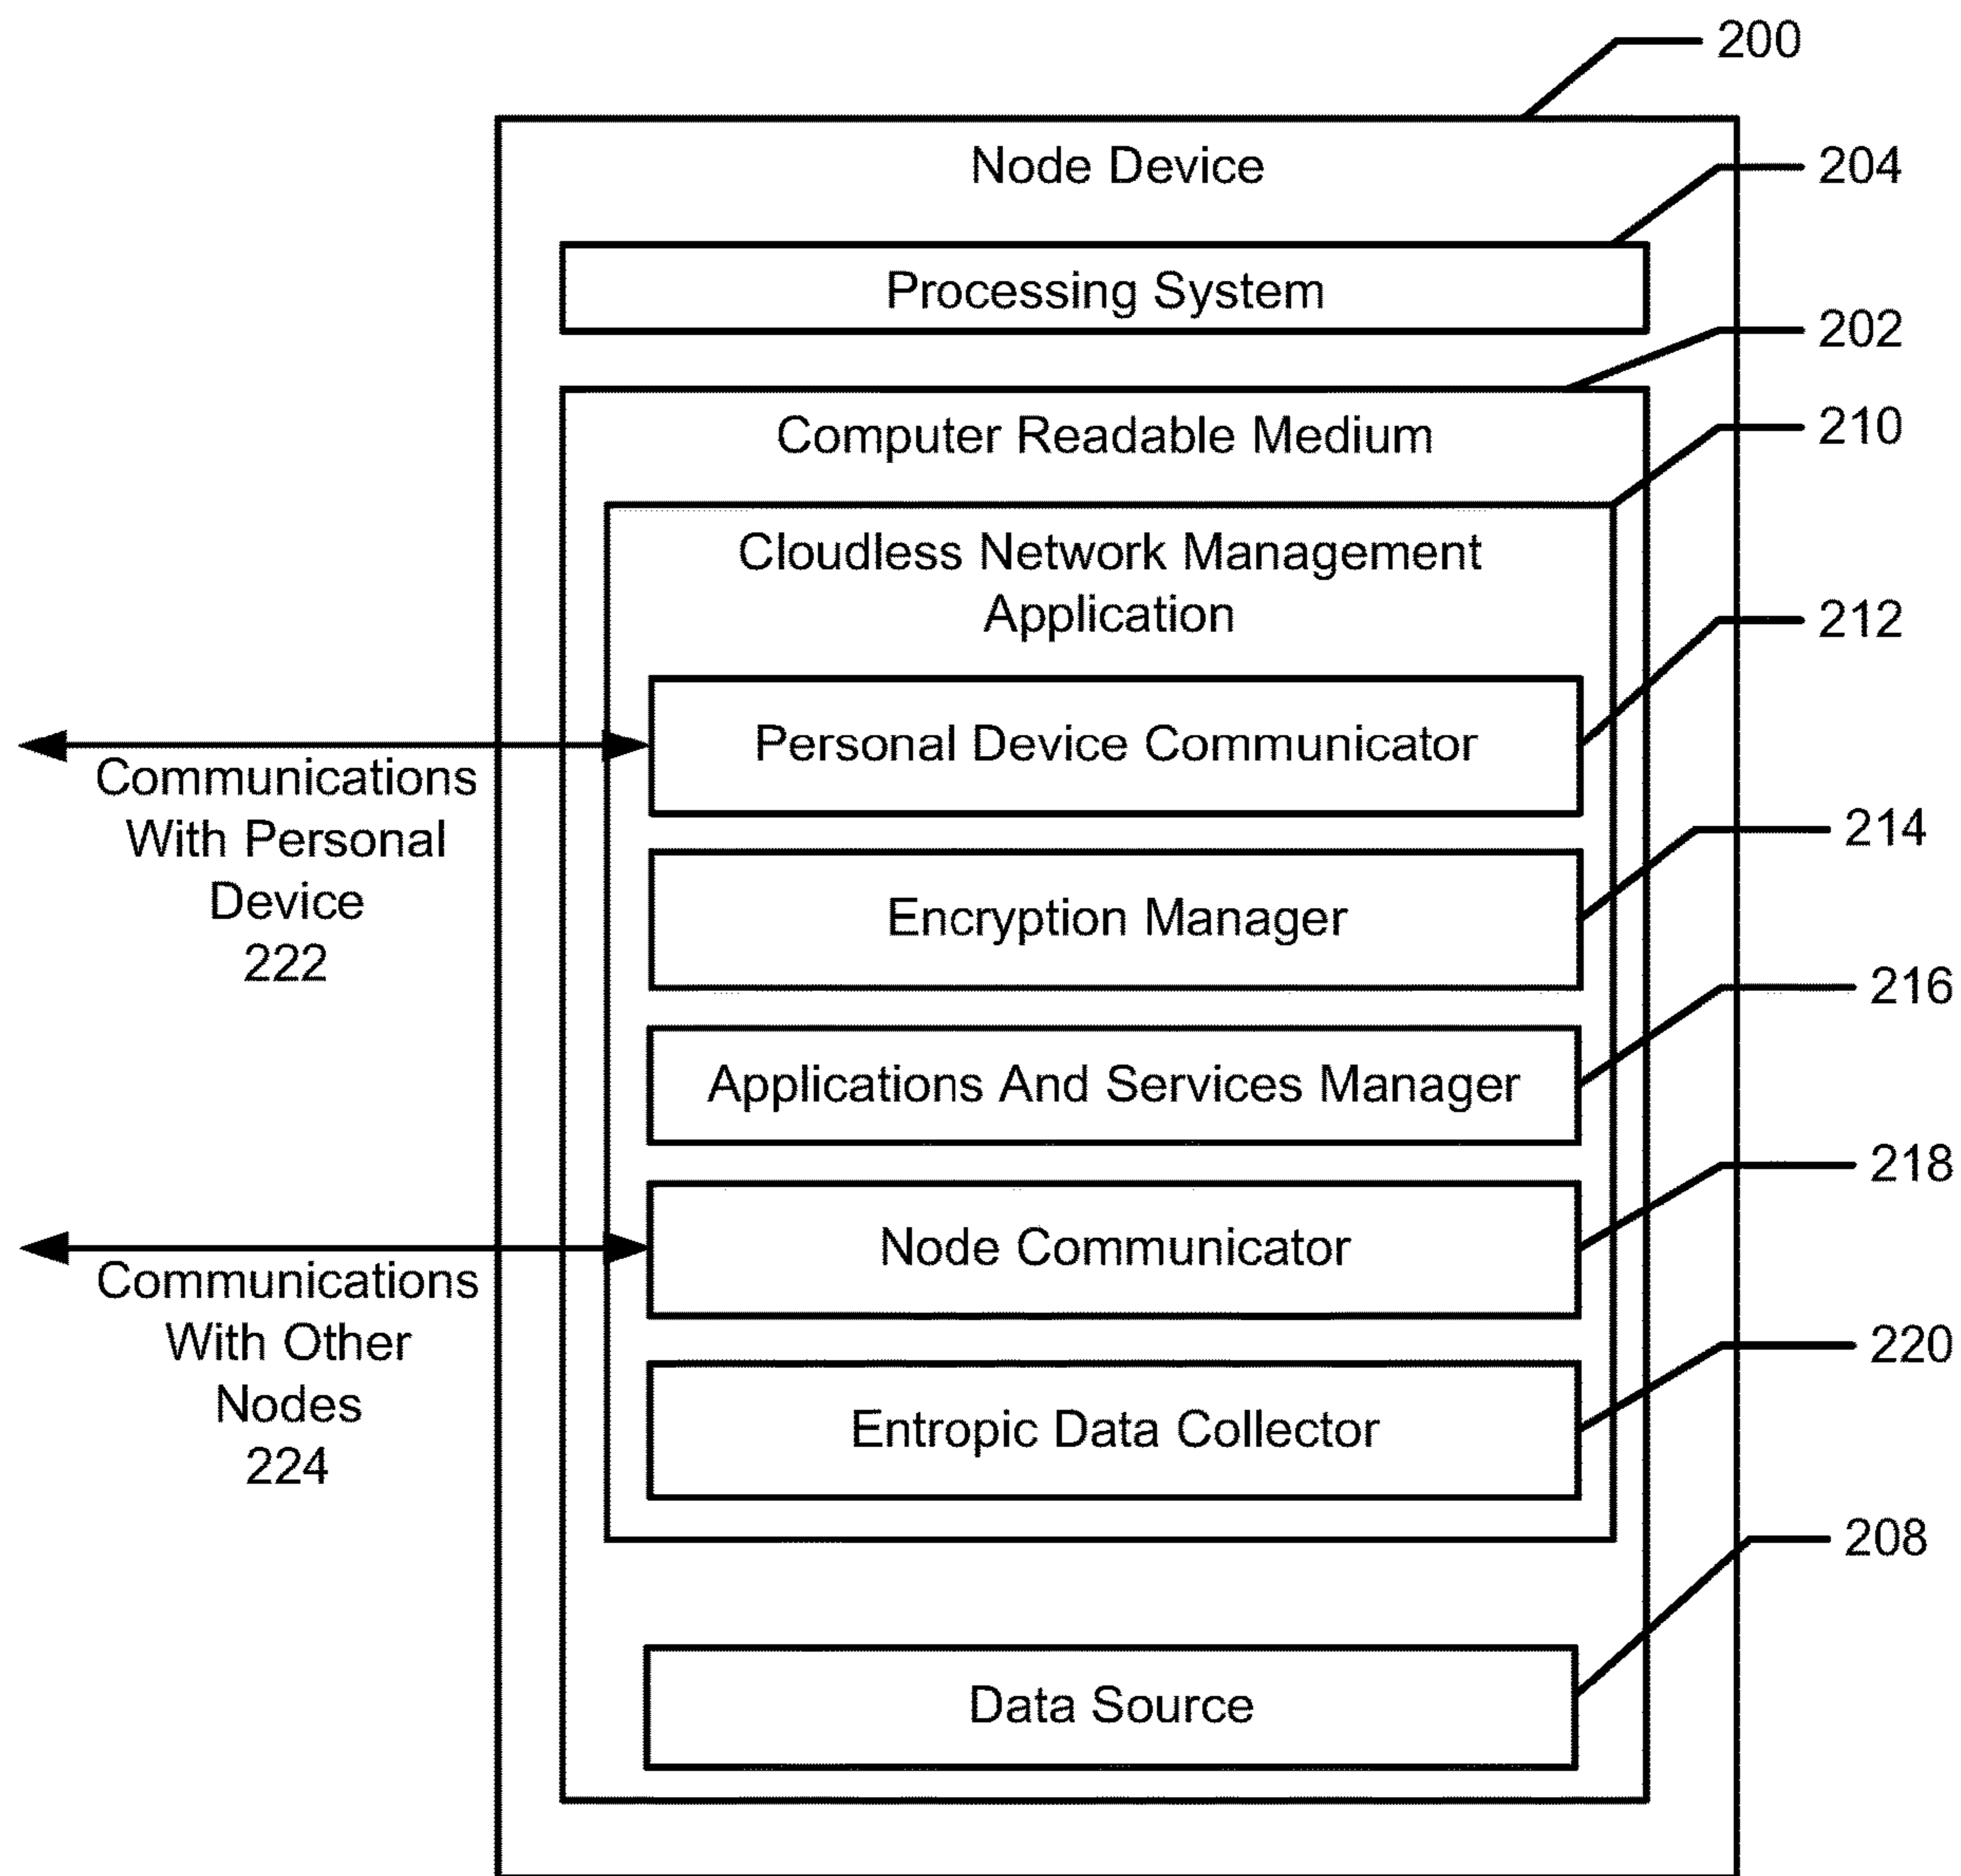 200
Node Device
204
Processing System
202
Computer Readable Medium
210
Cloudless Network Management
Application
212
Personal Device Communicator
Communications
With Personal
Device
222
214
Encryption Manager
216
Applications And Services Manager
218
Node Communicator
Communications
With Other
Nodes
224
220
Entropic Data Collector
208
Data Source